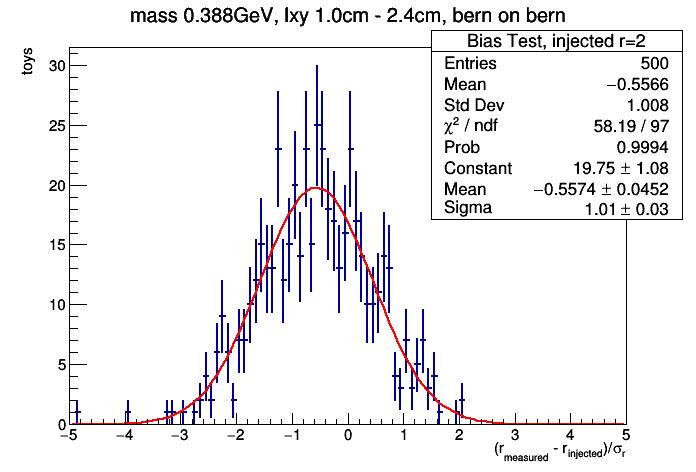 mass 0.388GeV, lxy 1.0cm - 2.4cm, bern on bern
toys
Bias Test, injected r=2
Entries 500
Mean −0.5566
Std Dev 1.008
χ² / ndf 58.19 / 97
Prob 0.9994
Constant 19.75 ± 1.08
Mean −0.5574 ± 0.0452
Sigma 1.01 ± 0.03
30
25
20
15
10
5
0
−5 −4 −3 −2 −1 0 1 2 3 4 5
(r_measured - r_injected)/σ_r